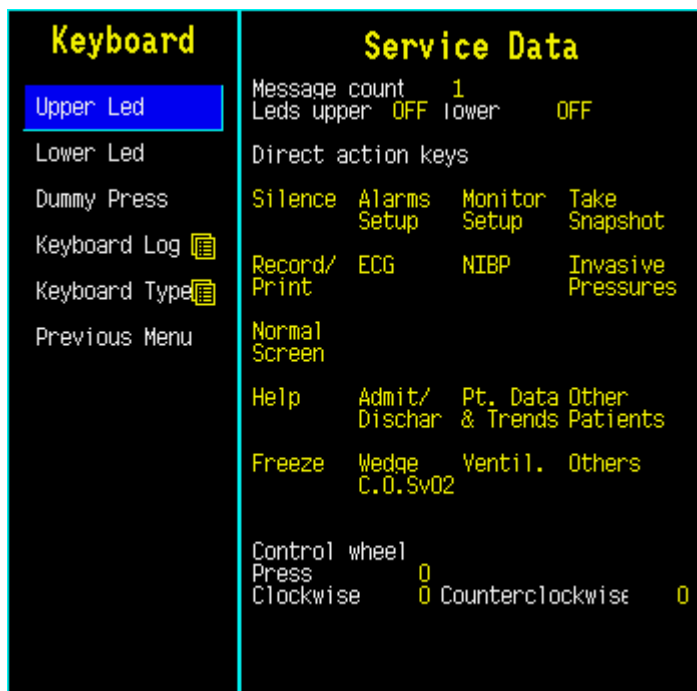 Keyboard
Upper Led
Lower Led
Dummy Press
Keyboard Log
Keyboard Type
Previous Menu
Service Data
Message count 1
Leds upper OFF lower OFF
Direct action keys
Silence Alarms Monitor Take
Setup Setup Snapshot
Record/ ECG NIBP Invasive
Print Pressures
Normal
Screen
Help Admit/ Pt. Data Other
Dischar & Trends Patients
Freeze Wedge Ventil. Others
C.O.SvO2
Control wheel
Press 0
Clockwise 0 Counterclockwise 0